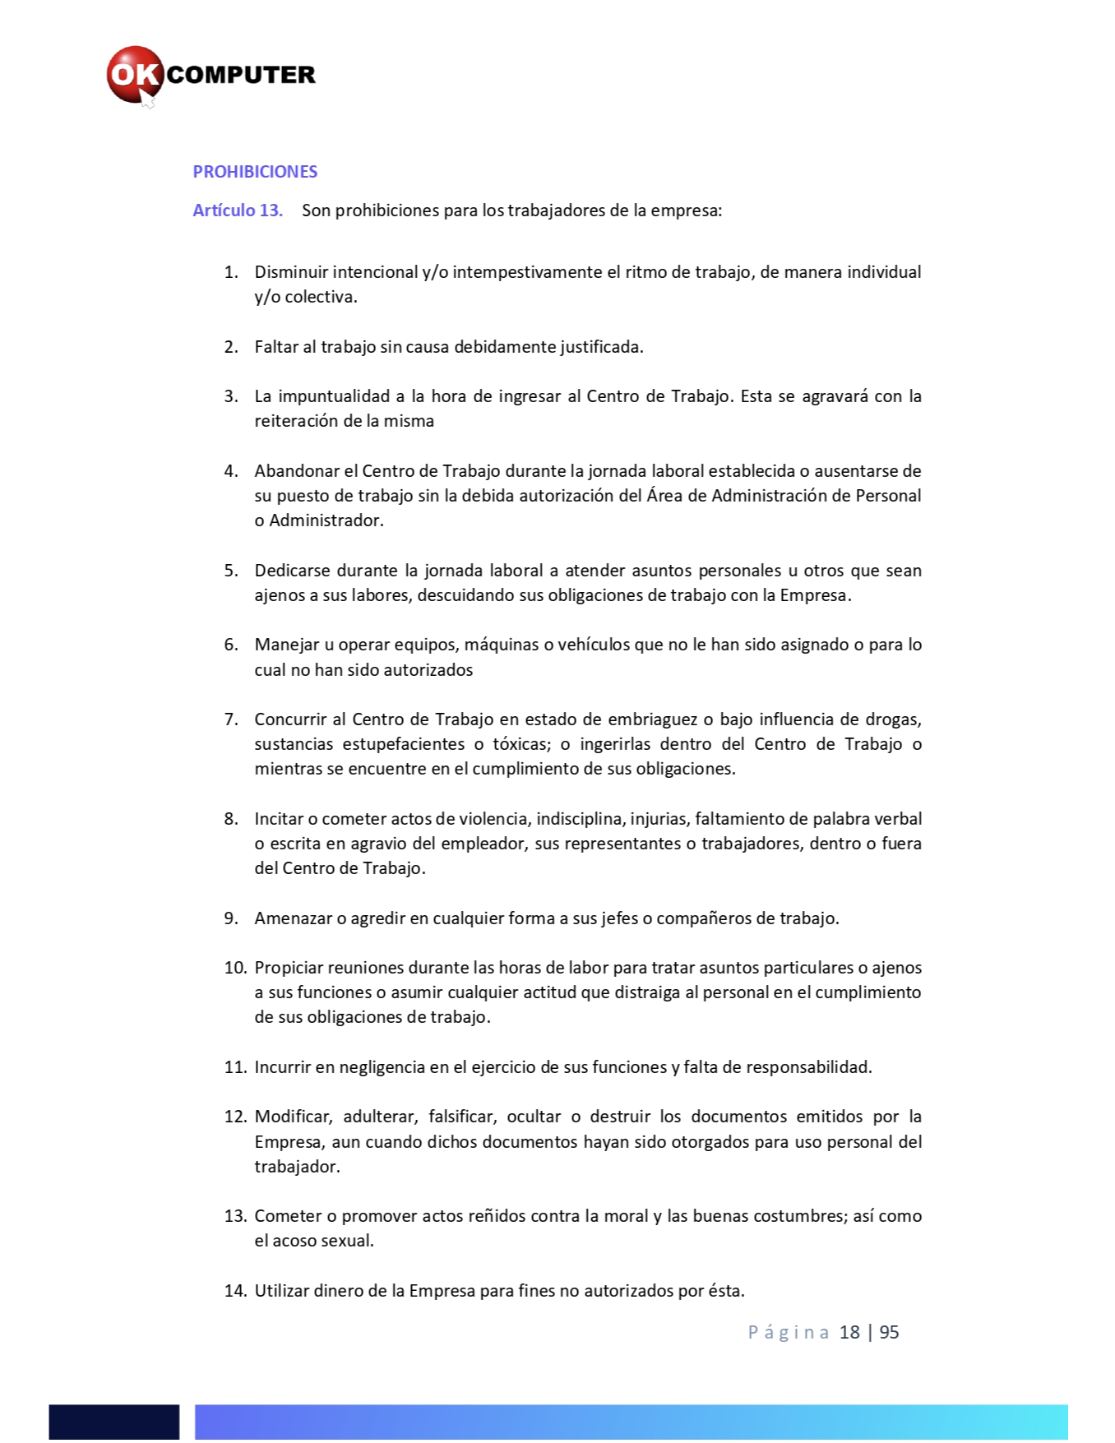 OK COMPUTER
PROHIBICIONES
Artículo 13. Son prohibiciones para los trabajadores de la empresa:
1. Disminuir intencional y/o intempestivamente el ritmo de trabajo, de manera individual
y/o colectiva.
2. Faltar al trabajo sin causa debidamente justificada.
3. La impuntualidad a la hora de ingresar al Centro de Trabajo. Esta se agravará con la
reiteración de la misma
4. Abandonar el Centro de Trabajo durante la jornada laboral establecida o ausentarse de
su puesto de trabajo sin la debida autorización del Área de Administración de Personal
o Administrador.
5. Dedicarse durante la jornada laboral a atender asuntos personales u otros que sean
ajenos a sus labores, descuidando sus obligaciones de trabajo con la Empresa.
6. Manejar u operar equipos, máquinas o vehículos que no le han sido asignado o para lo
cual no han sido autorizados
7. Concurrir al Centro de Trabajo en estado de embriaguez o bajo influencia de drogas,
sustancias estupefacientes o tóxicas; o ingerirlas dentro del Centro de Trabajo o
mientras se encuentre en el cumplimiento de sus obligaciones.
8. Incitar o cometer actos de violencia, indisciplina, injurias, faltamiento de palabra verbal
o escrita en agravio del empleador, sus representantes o trabajadores, dentro o fuera
del Centro de Trabajo.
9. Amenazar o agredir en cualquier forma a sus jefes o compañeros de trabajo.
10. Propiciar reuniones durante las horas de labor para tratar asuntos particulares o ajenos
a sus funciones o asumir cualquier actitud que distraiga al personal en el cumplimiento
de sus obligaciones de trabajo.
11. Incurrir en negligencia en el ejercicio de sus funciones y falta de responsabilidad.
12. Modificar, adulterar, falsificar, ocultar o destruir los documentos emitidos por la
Empresa, aun cuando dichos documentos hayan sido otorgados para uso personal del
trabajador.
13. Cometer o promover actos reñidos contra la moral y las buenas costumbres; así como
el acoso sexual.
14. Utilizar dinero de la Empresa para fines no autorizados por ésta.
Página 18 | 95